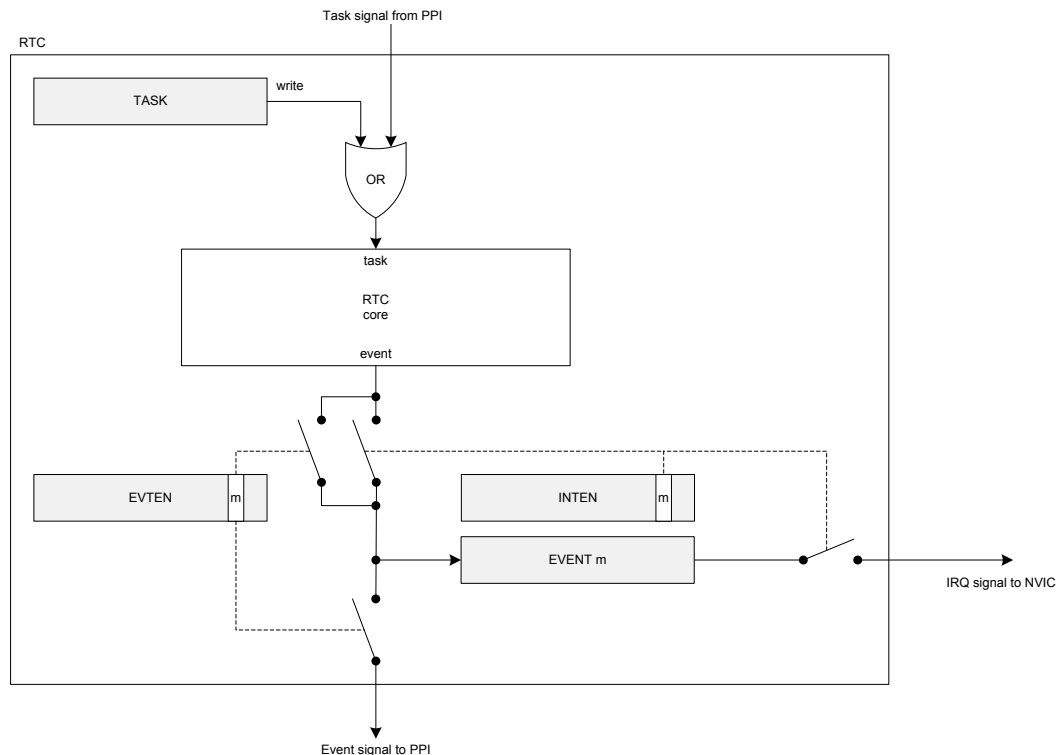 Task signal from PPI
RTC
write
TASK
OR
task
RTC
core
event
EVTEN
m
INTEN
m
EVENT m
IRQ signal to NVIC
Event signal to PPI